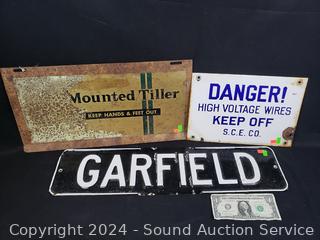 Mounted Tiller
KEEP HANDS & FEET OUT
DANGER!
HIGH VOLTAGE WIRES
KEEP OFF
S.C.E. CO.
GARFIELD
Copyright 2024 - Sound Auction Service